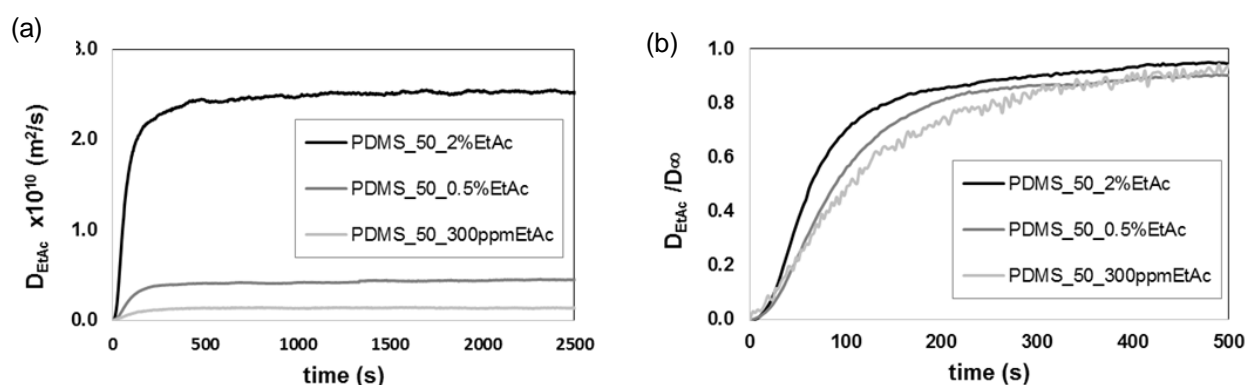 (a)
3.0
2.0
1.0
0.0
D_EtAc x10^10 (m²/s)
PDMS_50_2%EtAc
PDMS_50_0.5%EtAc
PDMS_50_300ppmEtAc
0 500 1000 1500 2000 2500
time (s)
(b)
1.0
0.8
0.6
0.4
0.2
0.0
D_EtAc /D∞
PDMS_50_2%EtAc
PDMS_50_0.5%EtAc
PDMS_50_300ppmEtAc
0 100 200 300 400 500
time (s)